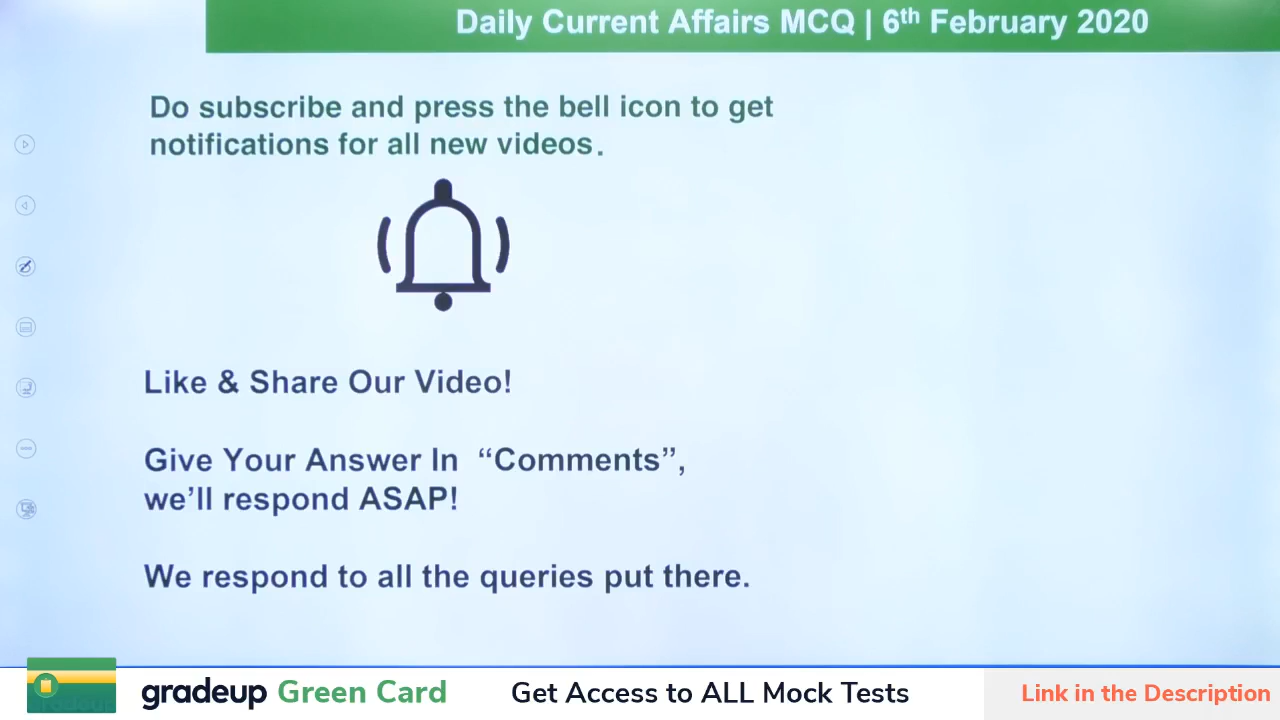 Daily Current Affairs MCQ | 6th February 2020
Do subscribe and press the bell icon to get
notifications for all new videos.
Like & Share Our Video!
Give Your Answer In “Comments”,
we’ll respond ASAP!
We respond to all the queries put there.
gradeup Green Card Get Access to ALL Mock Tests Link in the Description